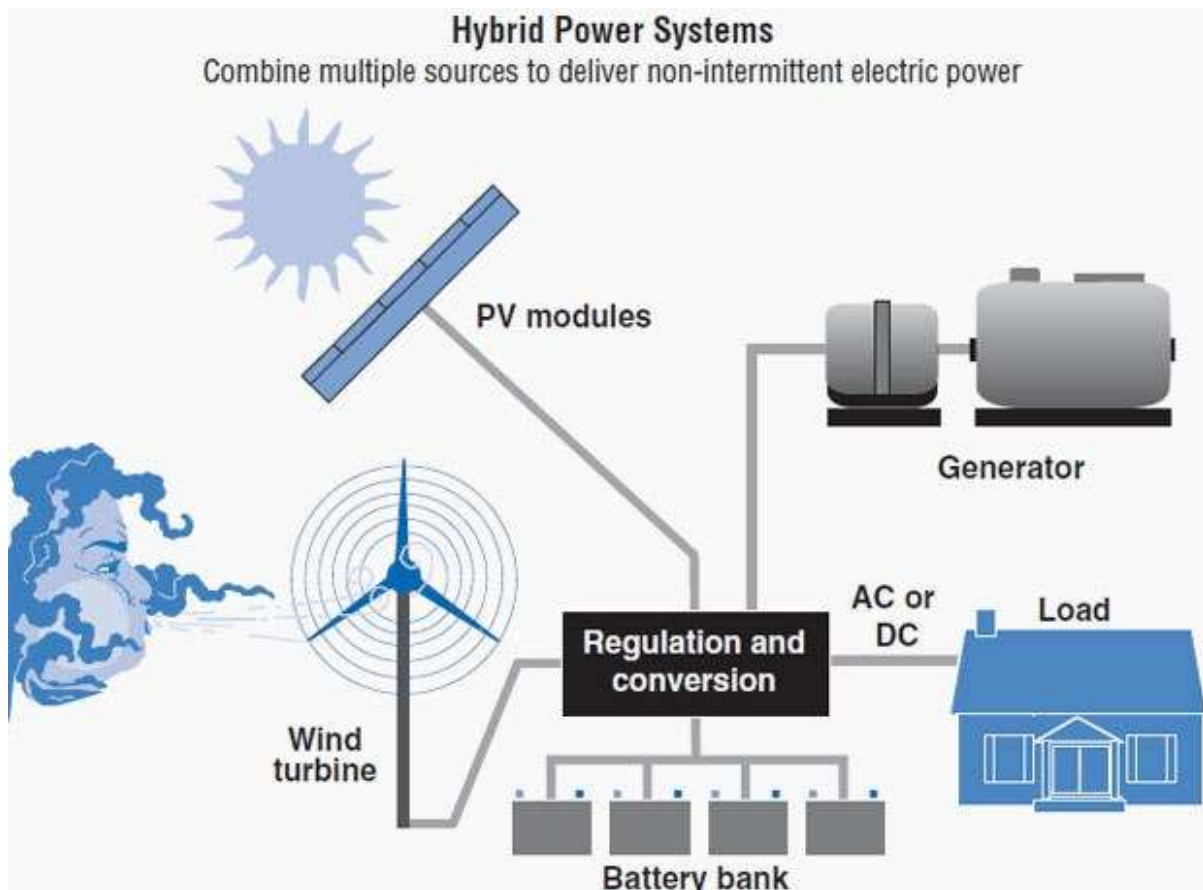 Hybrid Power Systems
Combine multiple sources to deliver non-intermittent electric power
PV modules
Generator
AC or
DC
Load
Regulation and
conversion
Wind
turbine
Battery bank